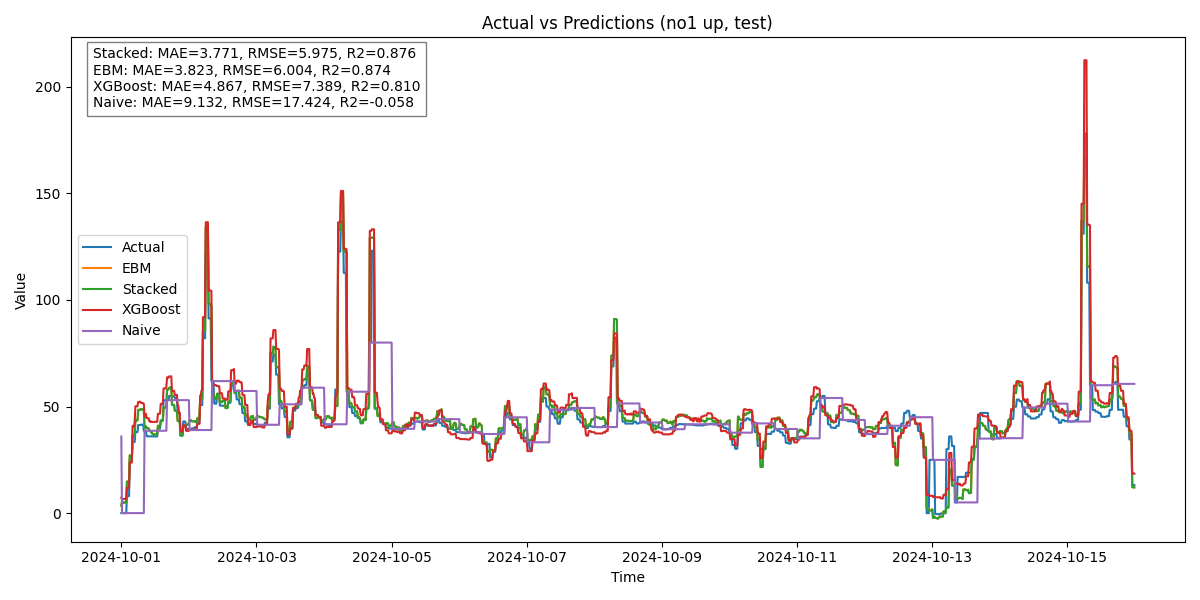 Actual vs Predictions (no1 up, test)
Stacked: MAE=3.771, RMSE=5.975, R2=0.876
EBM: MAE=3.823, RMSE=6.004, R2=0.874
XGBoost: MAE=4.867, RMSE=7.389, R2=0.810
Naive: MAE=9.132, RMSE=17.424, R2=-0.058
200
150
100
50
0
Value
Actual
EBM
Stacked
XGBoost
Naive
2024-10-01 2024-10-03 2024-10-05 2024-10-07 2024-10-09 2024-10-11 2024-10-13 2024-10-15
Time